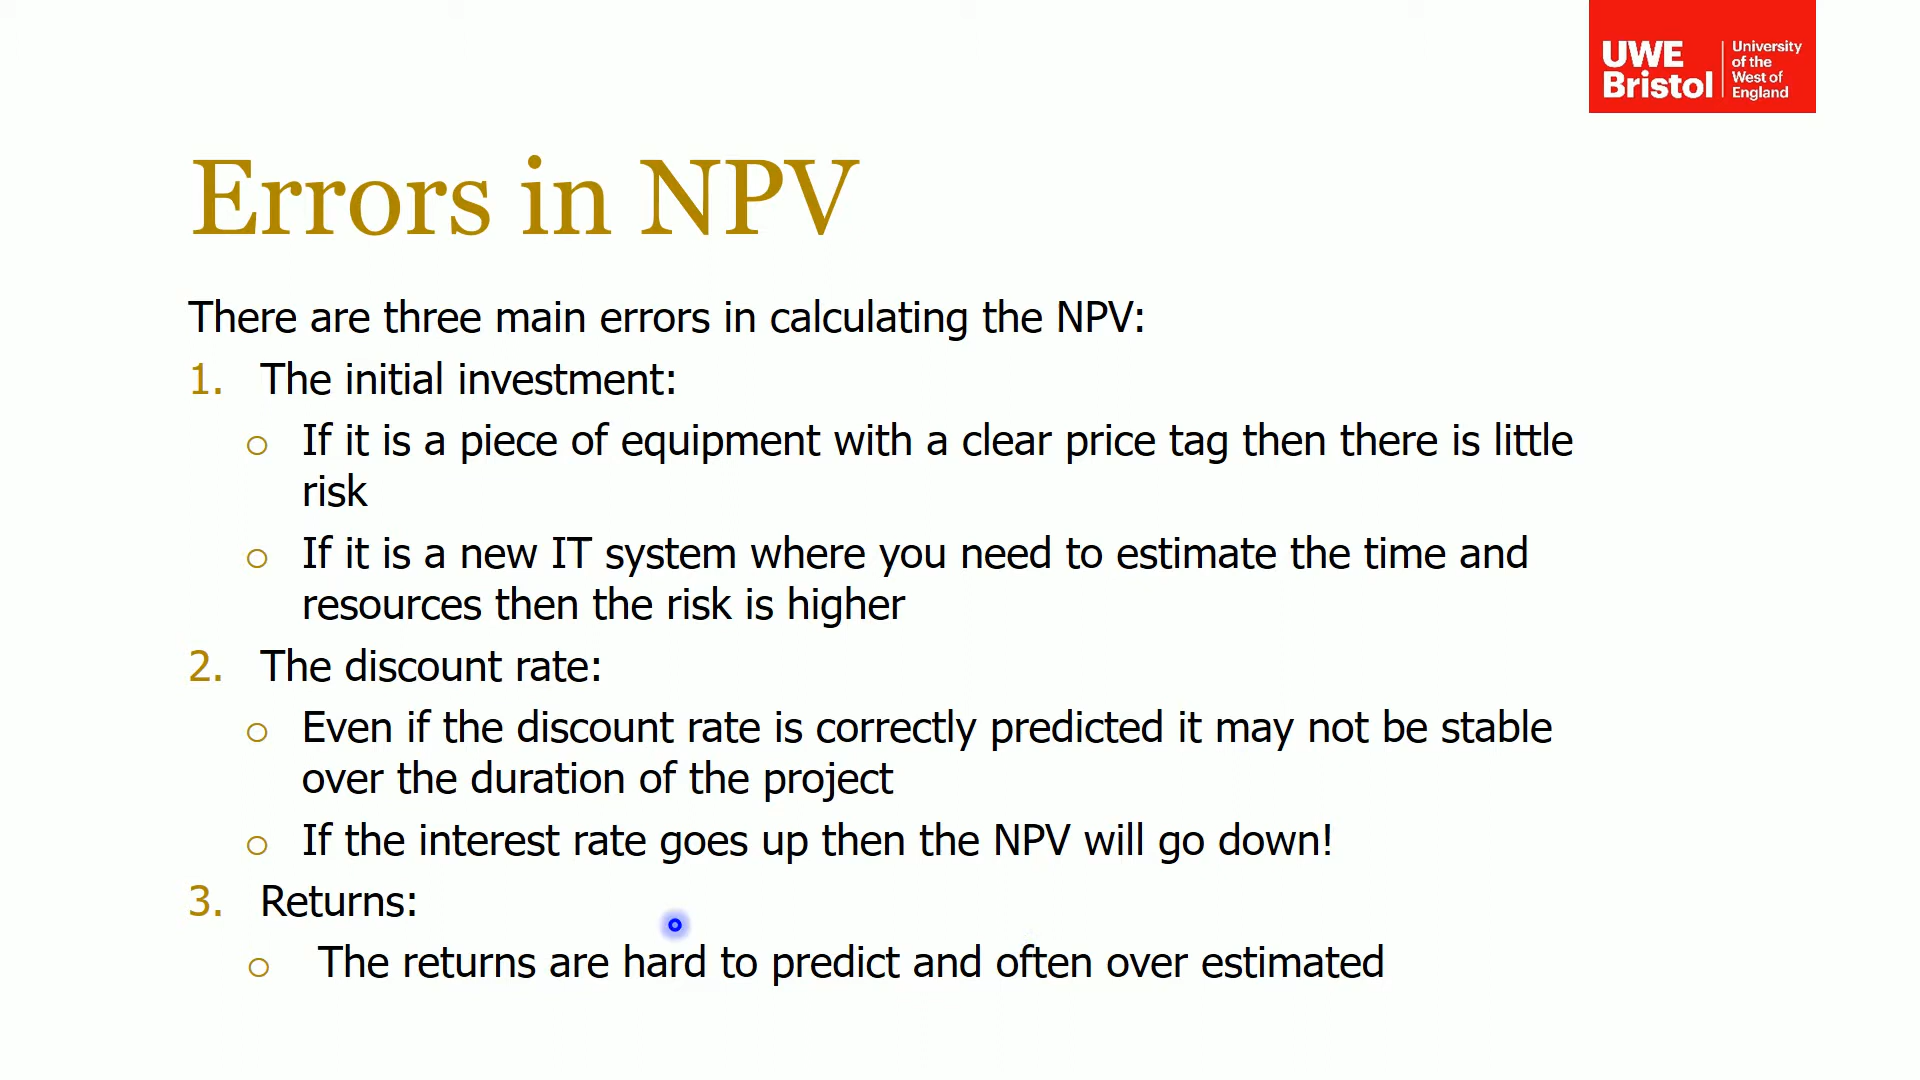 UWE
Bristol
University
of the
West of
England
Errors in NPV
There are three main errors in calculating the NPV:
1. The initial investment:
o If it is a piece of equipment with a clear price tag then there is little
risk
o If it is a new IT system where you need to estimate the time and
resources then the risk is higher
2. The discount rate:
o Even if the discount rate is correctly predicted it may not be stable
over the duration of the project
o If the interest rate goes up then the NPV will go down!
3. Returns:
o The returns are hard to predict and often over estimated